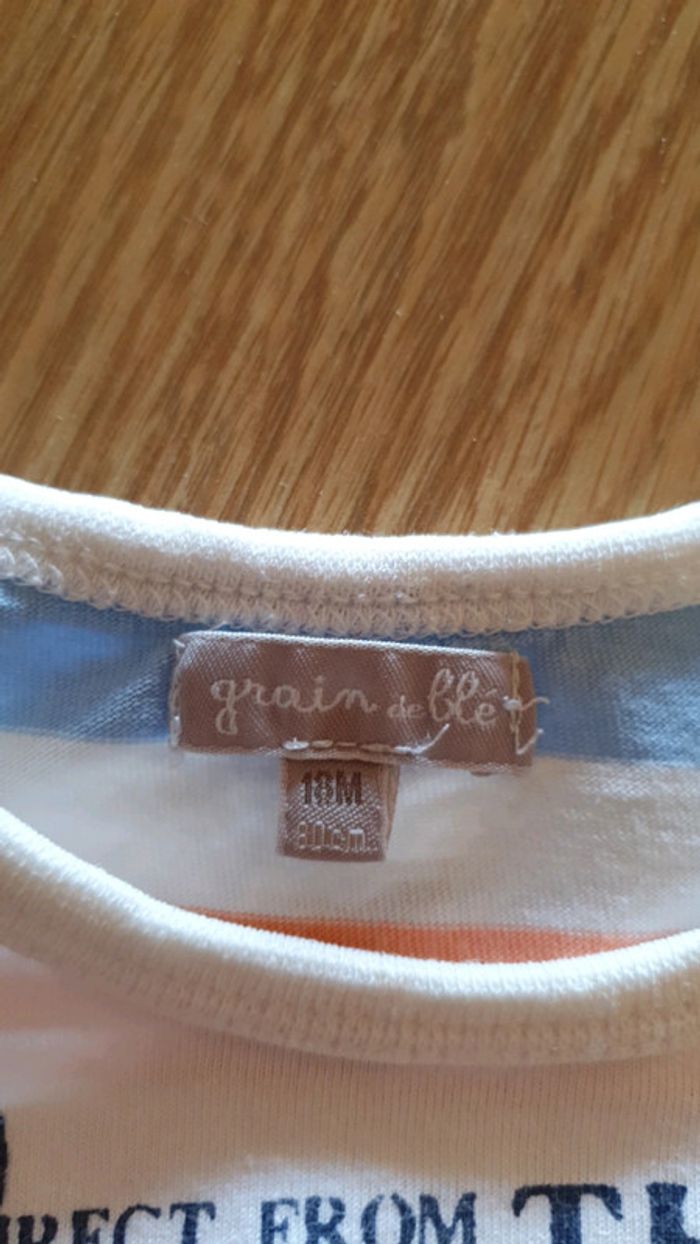 grain de blé
18M
80cm
FROM